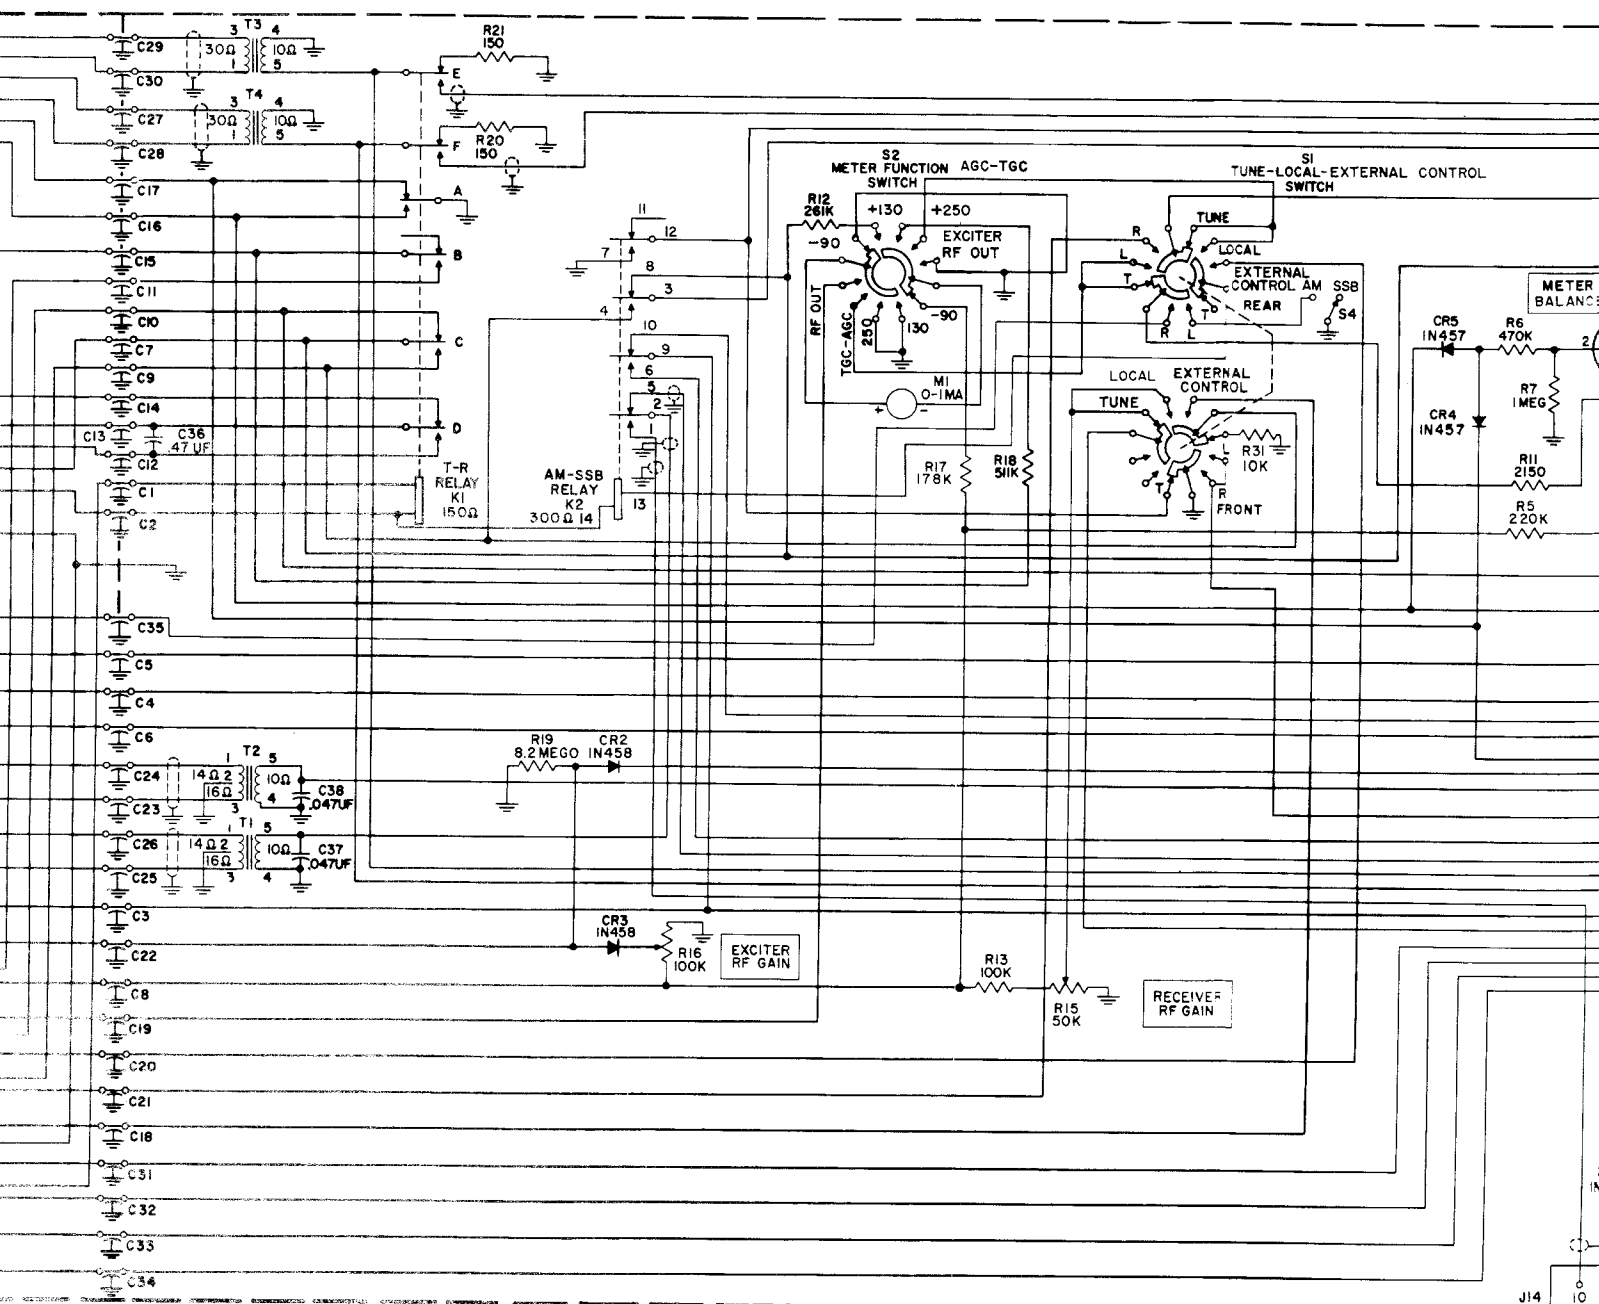 T3
3
4
C29
30Ω
10Ω
1
5
C30
T4
3
4
C27
30Ω
10Ω
1
5
C28
C17
C16
C15
C11
C10
C7
C9
C14
C13
C36
.47 UF
C12
C1
C2
R21
150
E
R20
150
F
A
B
C
D
T-R
RELAY
K1
150Ω
11
12
7
8
3
4
10
9
6
5
2
1
AM-SSB
RELAY
K2
300Ω 14
13
S2
METER FUNCTION
SWITCH
AGC-TGC
R12
261K
+130
+250
-90
EXCITER
RF OUT
RF OUT
TGC-AGC
250
130
-90
M1
0-1MA
+
-
R17
178K
R18
511K
S1
TUNE-LOCAL-EXTERNAL CONTROL
SWITCH
TUNE
R
LOCAL
L
EXTERNAL
CONTROL AM
SSB
T
REAR
T
S4
R
L
LOCAL
EXTERNAL
CONTROL
TUNE
R31
10K
L
T
R
FRONT
METER
CR5
1N457
R6
470K
2
R7
1MEG
CR4
1N457
R11
2150
R5
220K
C35
C5
C4
C6
T2
1
5
C24
14Ω 2
10Ω
16Ω
C38
.047UF
C23
3
4
T1
1
5
C26
14Ω 2
10Ω
C37
.047UF
16Ω
C25
3
4
R19
8.2MEGO
CR2
1N458
C3
CR3
1N458
C22
R16
100K
EXCITER
RF GAIN
C8
R13
100K
R15
50K
RECEIVER
RF GAIN
C19
C20
C21
C18
C31
C32
C33
C34
J14
10